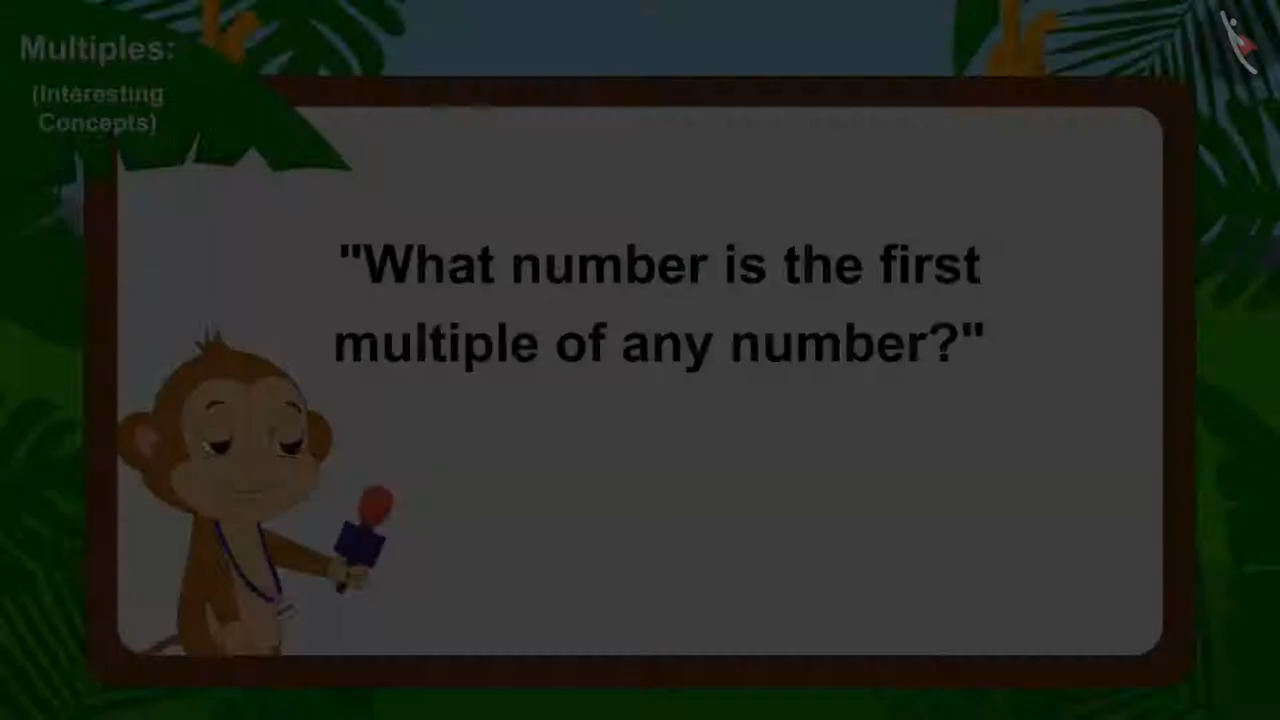 Multiples:
(Interesting
Concepts)
"What number is the first
multiple of any number?"